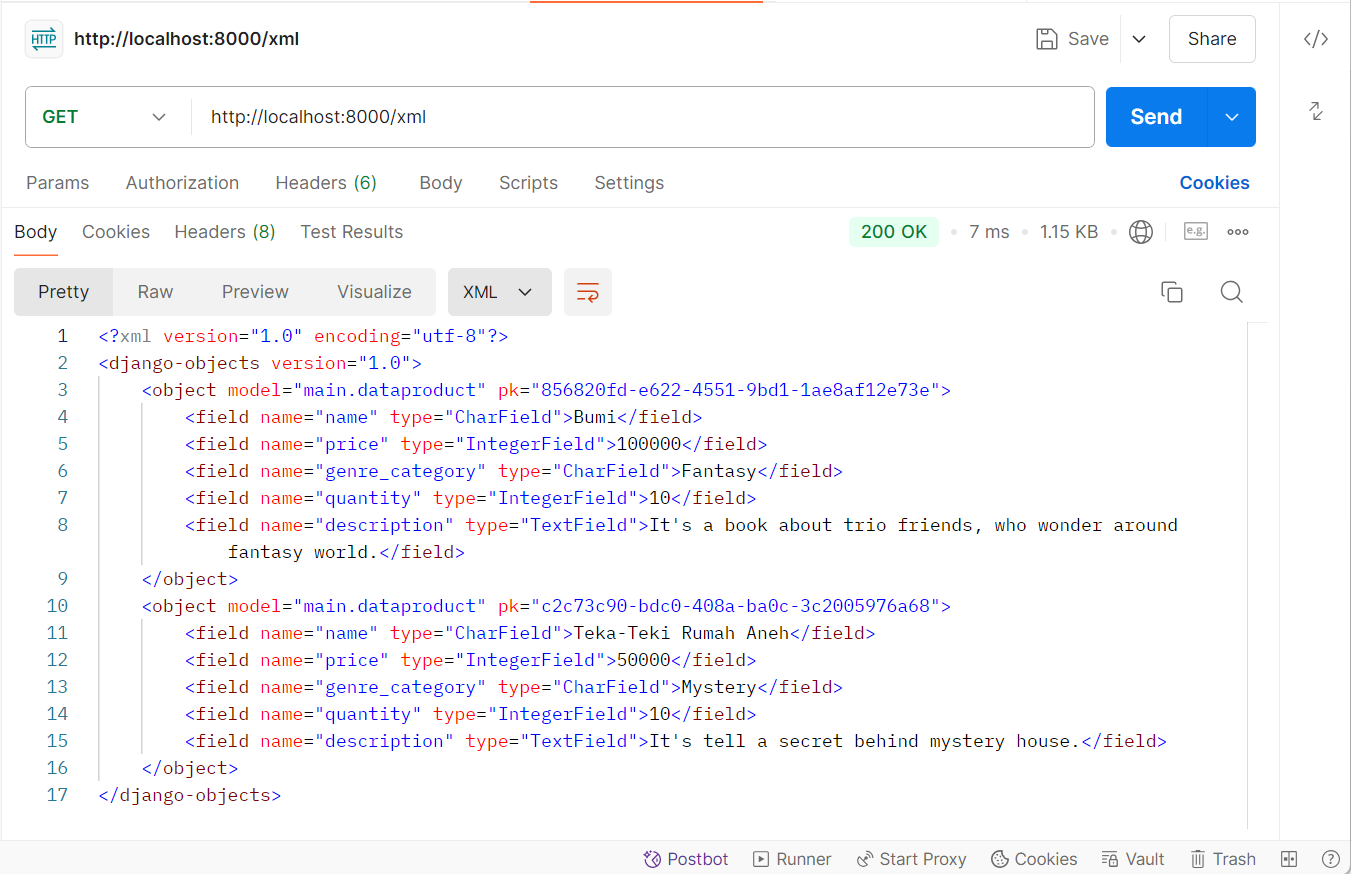 HTTP http://localhost:8000/xml Save Share
GET http://localhost:8000/xml Send
Params Authorization Headers (6) Body Scripts Settings Cookies
Body Cookies Headers (8) Test Results 200 OK 7 ms 1.15 KB e.g.
Pretty Raw Preview Visualize XML
1 <?xml version="1.0" encoding="utf-8"?>
2 <django-objects version="1.0">
3 <object model="main.dataproduct" pk="856820fd-e622-4551-9bd1-1ae8af12e73e">
4 <field name="name" type="CharField">Bumi</field>
5 <field name="price" type="IntegerField">100000</field>
6 <field name="genre_category" type="CharField">Fantasy</field>
7 <field name="quantity" type="IntegerField">10</field>
8 <field name="description" type="TextField">It's a book about trio friends, who wonder around
fantasy world.</field>
9 </object>
10 <object model="main.dataproduct" pk="c2c73c90-bdc0-408a-ba0c-3c2005976a68">
11 <field name="name" type="CharField">Teka-Teki Rumah Aneh</field>
12 <field name="price" type="IntegerField">50000</field>
13 <field name="genre_category" type="CharField">Mystery</field>
14 <field name="quantity" type="IntegerField">10</field>
15 <field name="description" type="TextField">It's tell a secret behind mystery house.</field>
16 </object>
17 </django-objects>
Postbot Runner Start Proxy Cookies Vault Trash